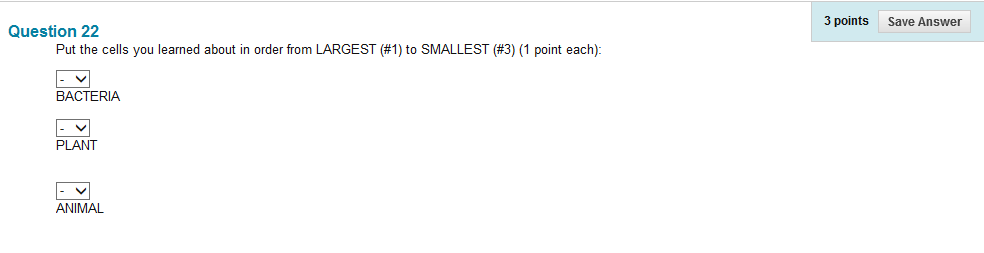 3 points Save Answer
Question 22
Put the cells you learned about in order from LARGEST (#1) to SMALLEST (#3) (1 point each):
-
BACTERIA
-
PLANT
-
ANIMAL